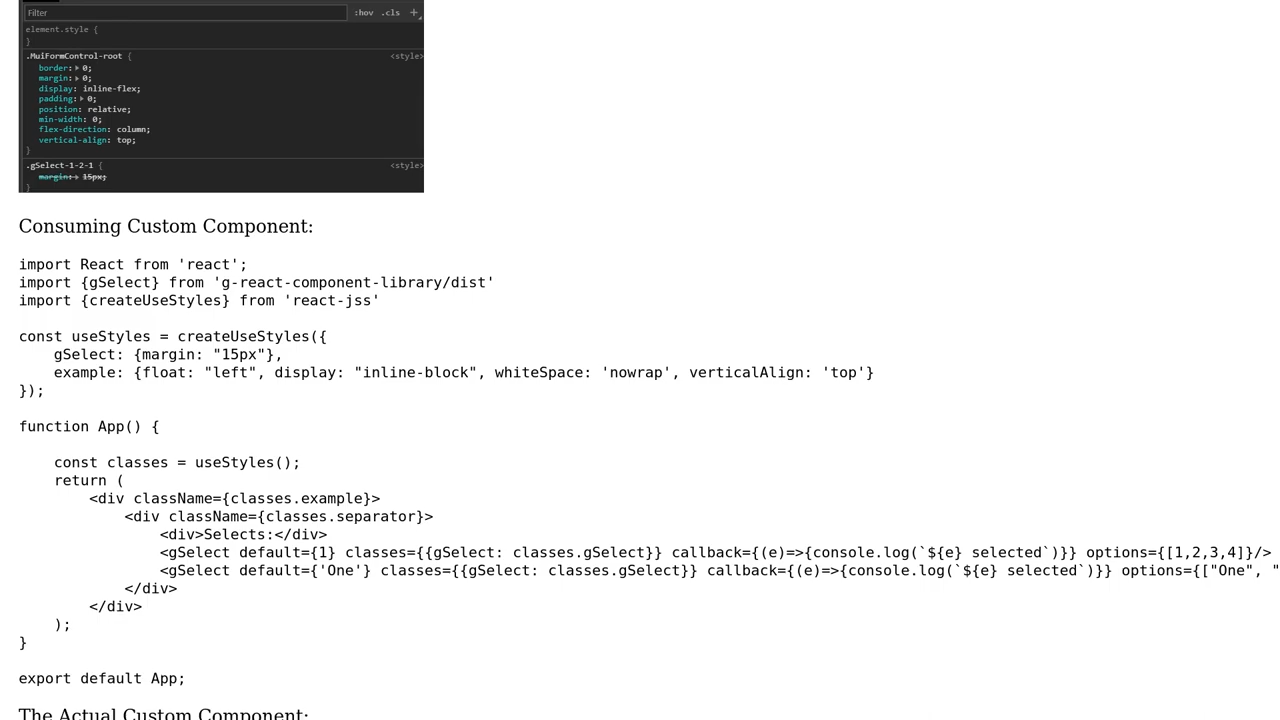 Filter :hov .cls +
element.style {
}
.MuiFormControl-root { <style>
border:▶ 0;
margin:▶ 0;
display: inline-flex;
padding:▶ 0;
position: relative;
min-width: 0;
flex-direction: column;
vertical-align: top;
}
.gSelect-1-2-1 { <style>
margin:▶ 15px;
}
Consuming Custom Component:
import React from 'react';
import {gSelect} from 'g-react-component-library/dist'
import {createUseStyles} from 'react-jss'
const useStyles = createUseStyles({
gSelect: {margin: "15px"},
example: {float: "left", display: "inline-block", whiteSpace: 'nowrap', verticalAlign: 'top'}
});
function App() {
const classes = useStyles();
return (
<div className={classes.example}>
<div className={classes.separator}>
<div>Selects:</div>
<gSelect default={1} classes={{gSelect: classes.gSelect}} callback={(e)=>{console.log(`${e} selected`)}} options={[1,2,3,4]}/>
<gSelect default={'One'} classes={{gSelect: classes.gSelect}} callback={(e)=>{console.log(`${e} selected`)}} options={["One", "
</div>
</div>
);
}
export default App;
The Actual Custom Component: